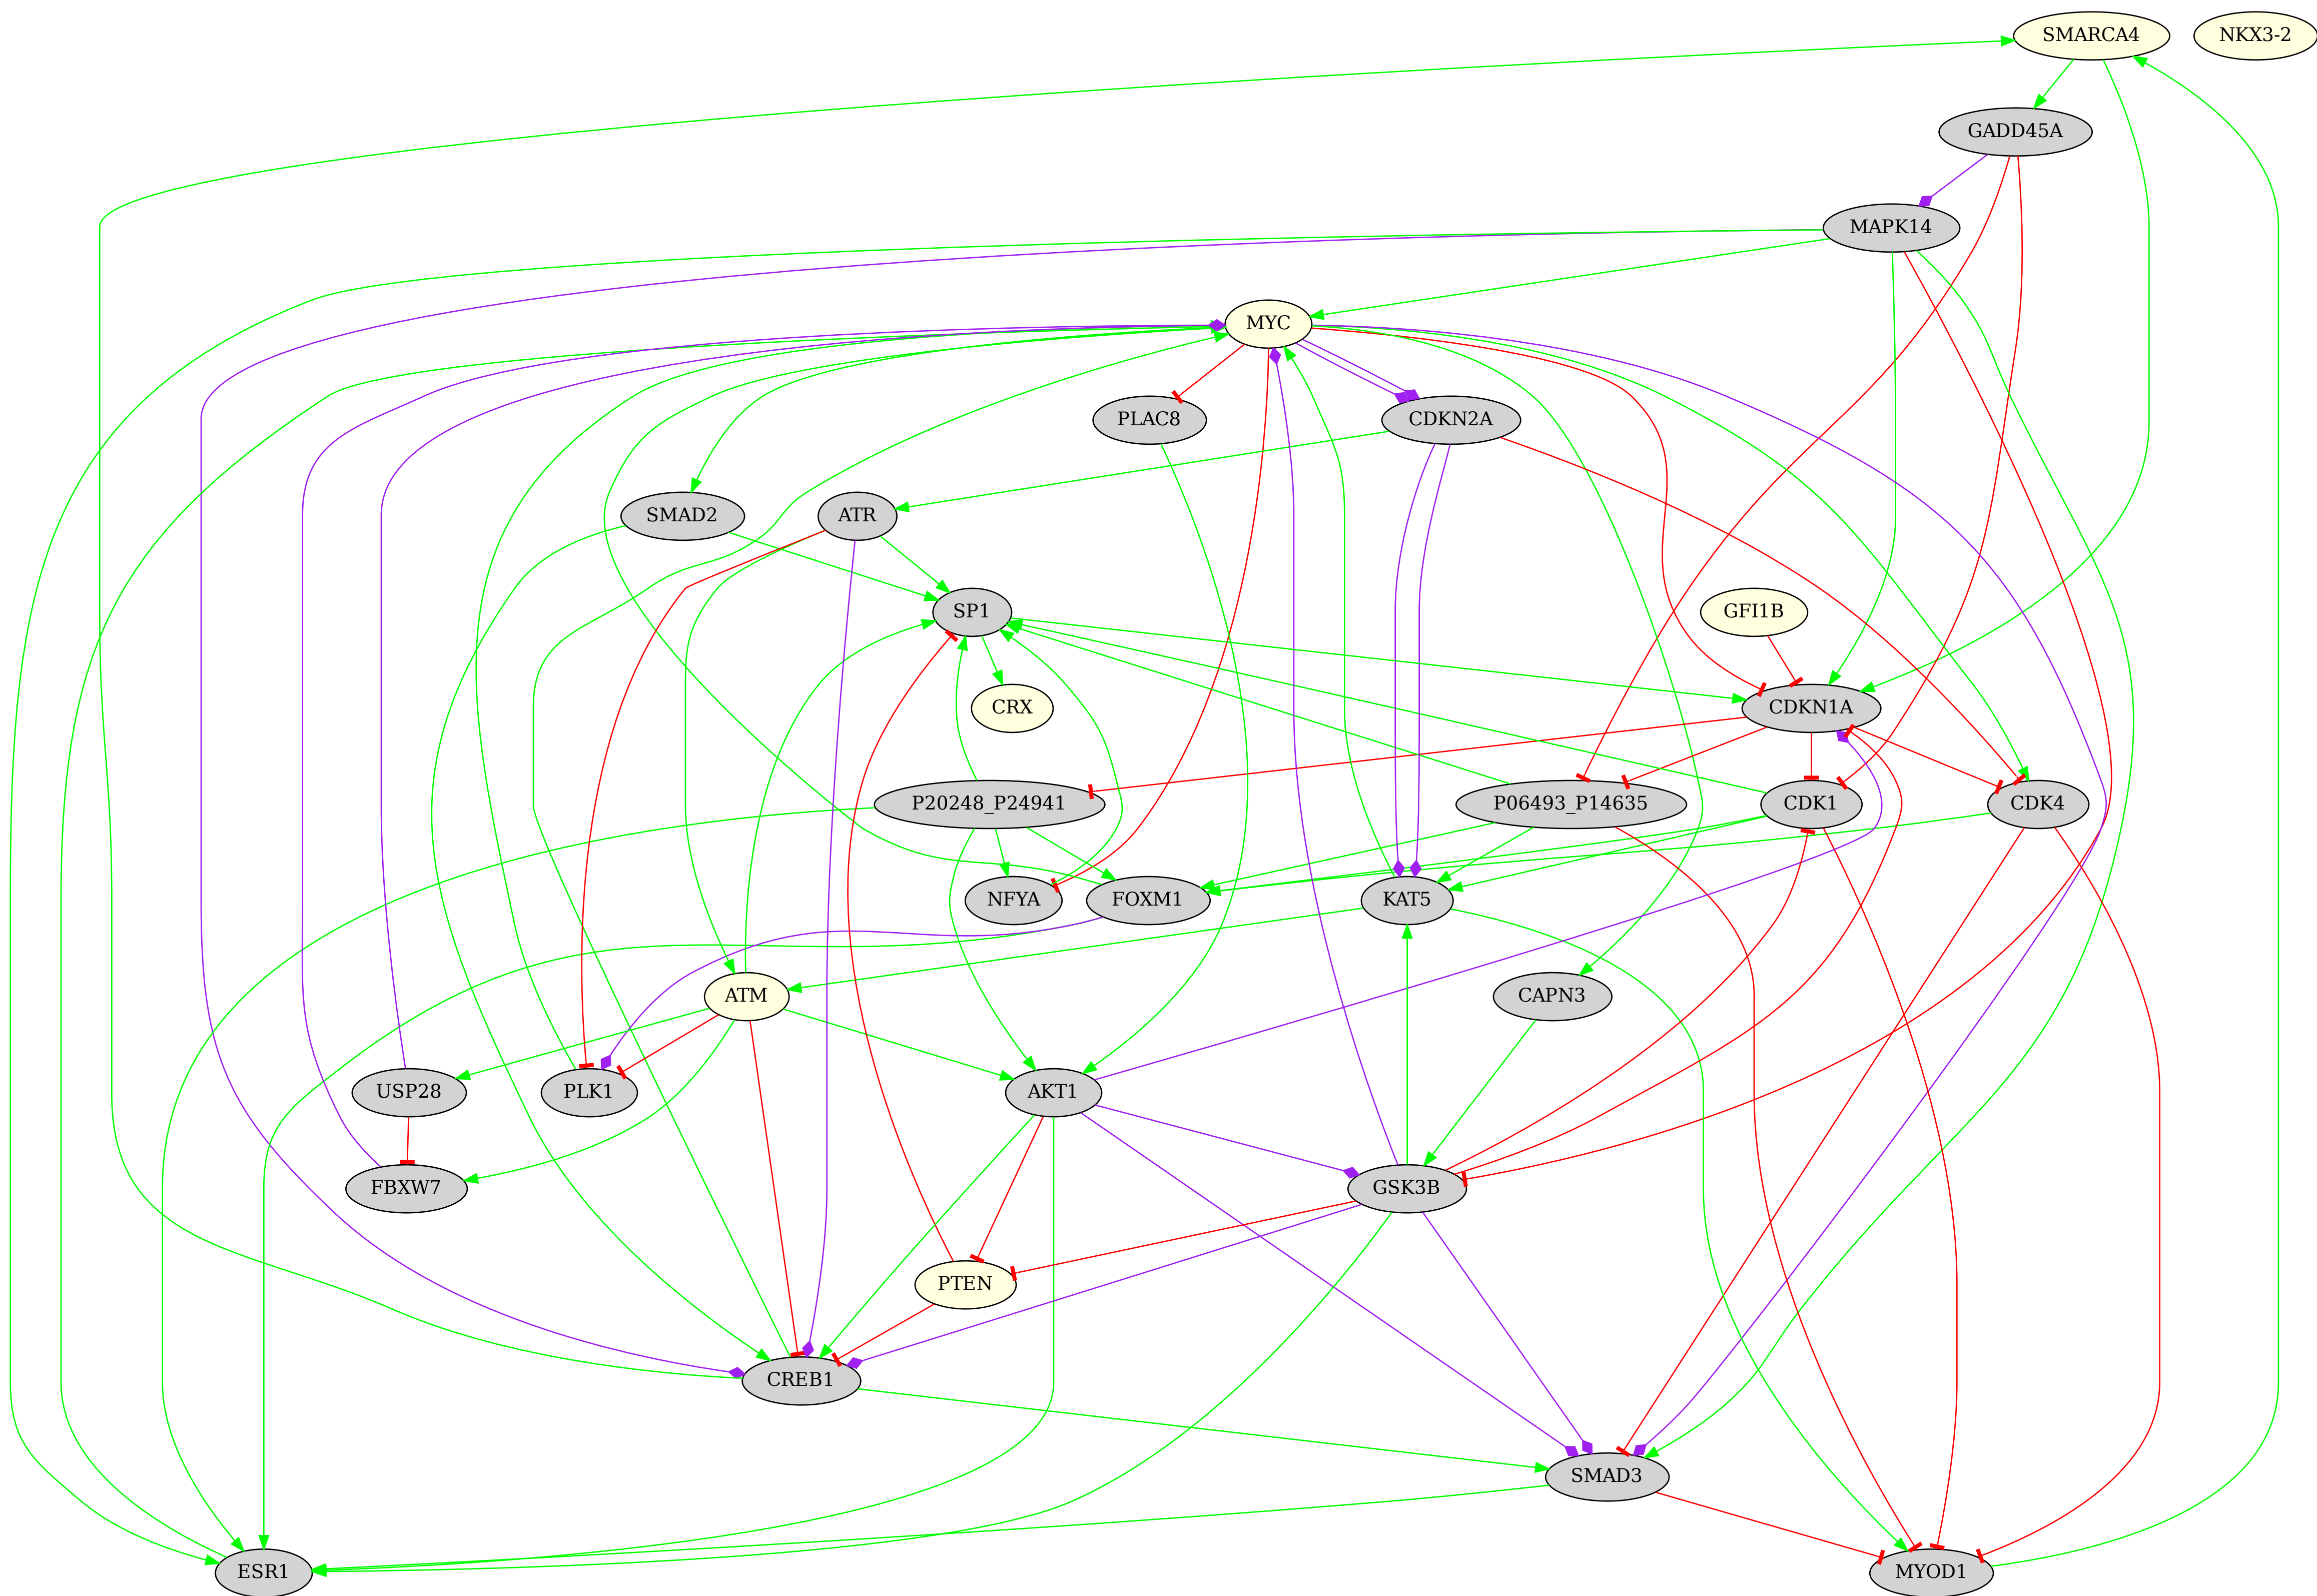 SMARCA4
NKX3-2
GADD45A
MAPK14
MYC
PLAC8
CDKN2A
SMAD2
ATR
SP1
GFI1B
CRX
CDKN1A
P20248_P24941
P06493_P14635
CDK1
CDK4
NFYA
FOXM1
KAT5
ATM
CAPN3
USP28
PLK1
AKT1
FBXW7
GSK3B
PTEN
CREB1
SMAD3
ESR1
MYOD1